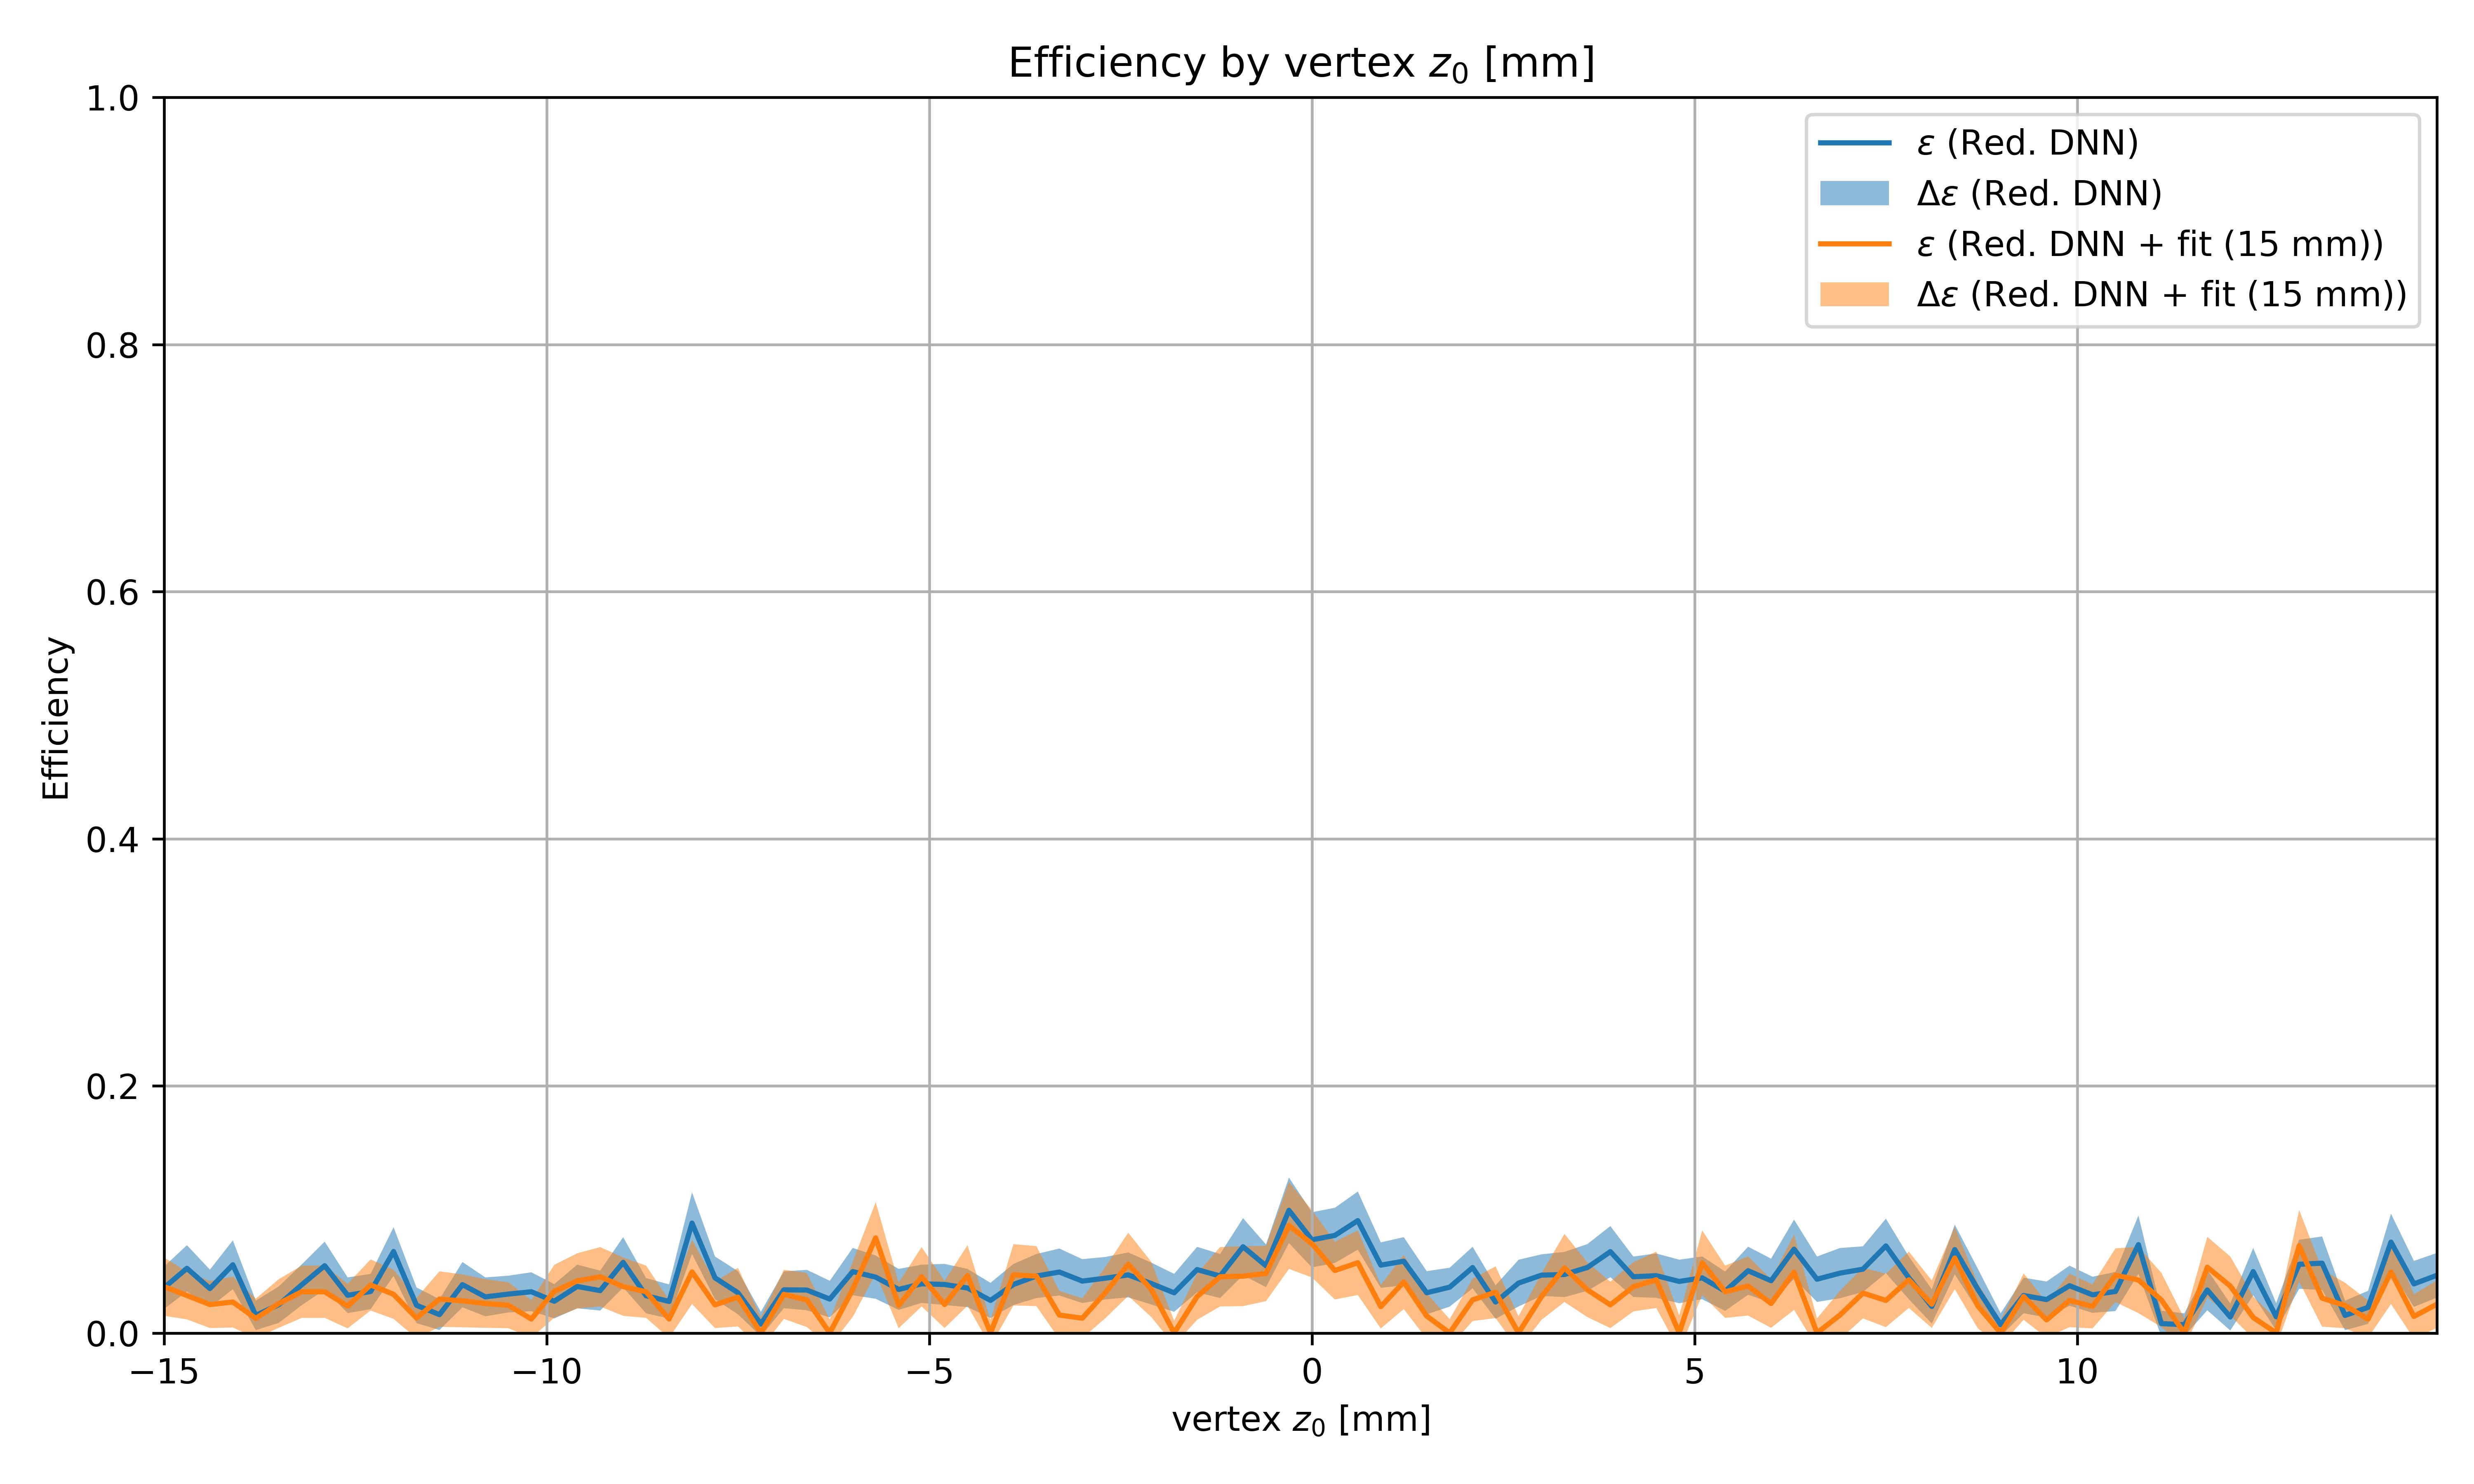 Efficiency by vertex z₀ [mm]
1.0
0.8
0.6
0.4
0.2
0.0
Efficiency
−15
−10
−5
0
5
10
vertex z₀ [mm]
ε (Red. DNN)
Δε (Red. DNN)
ε (Red. DNN + fit (15 mm))
Δε (Red. DNN + fit (15 mm))